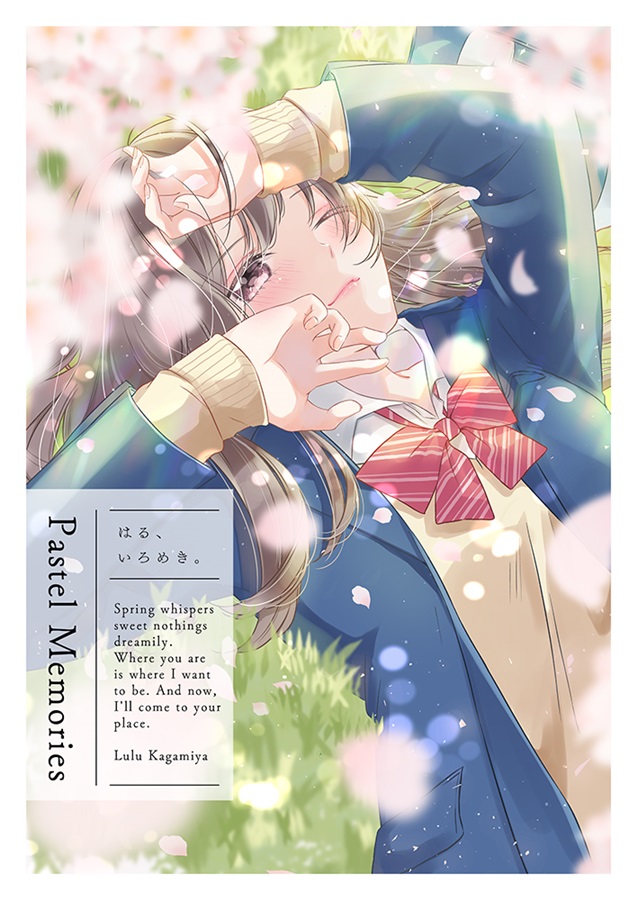 Pastel Memories
はる、
いろめき。
Spring whispers
sweet nothings
dreamily.
Where you are
is where I want
to be. And now,
I'll come to your
place.
Lulu Kagamiya